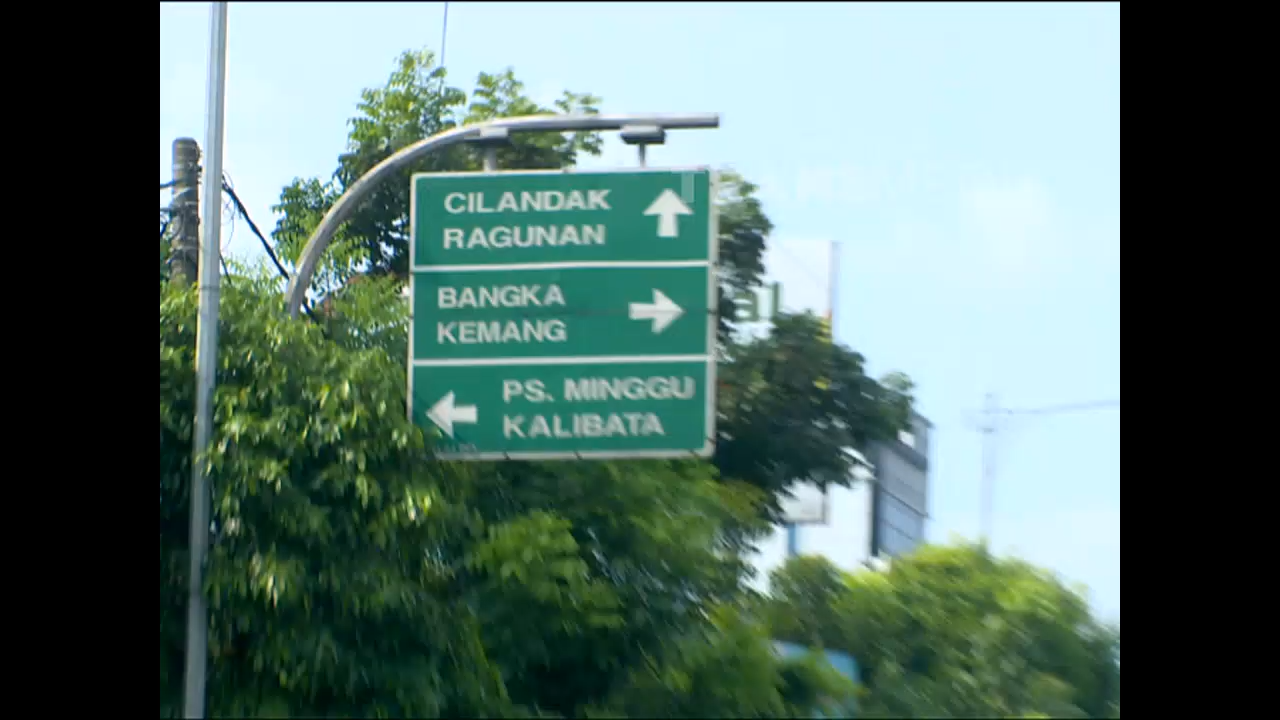 CILANDAK
RAGUNAN
BANGKA
KEMANG
PS. MINGGU
KALIBATA